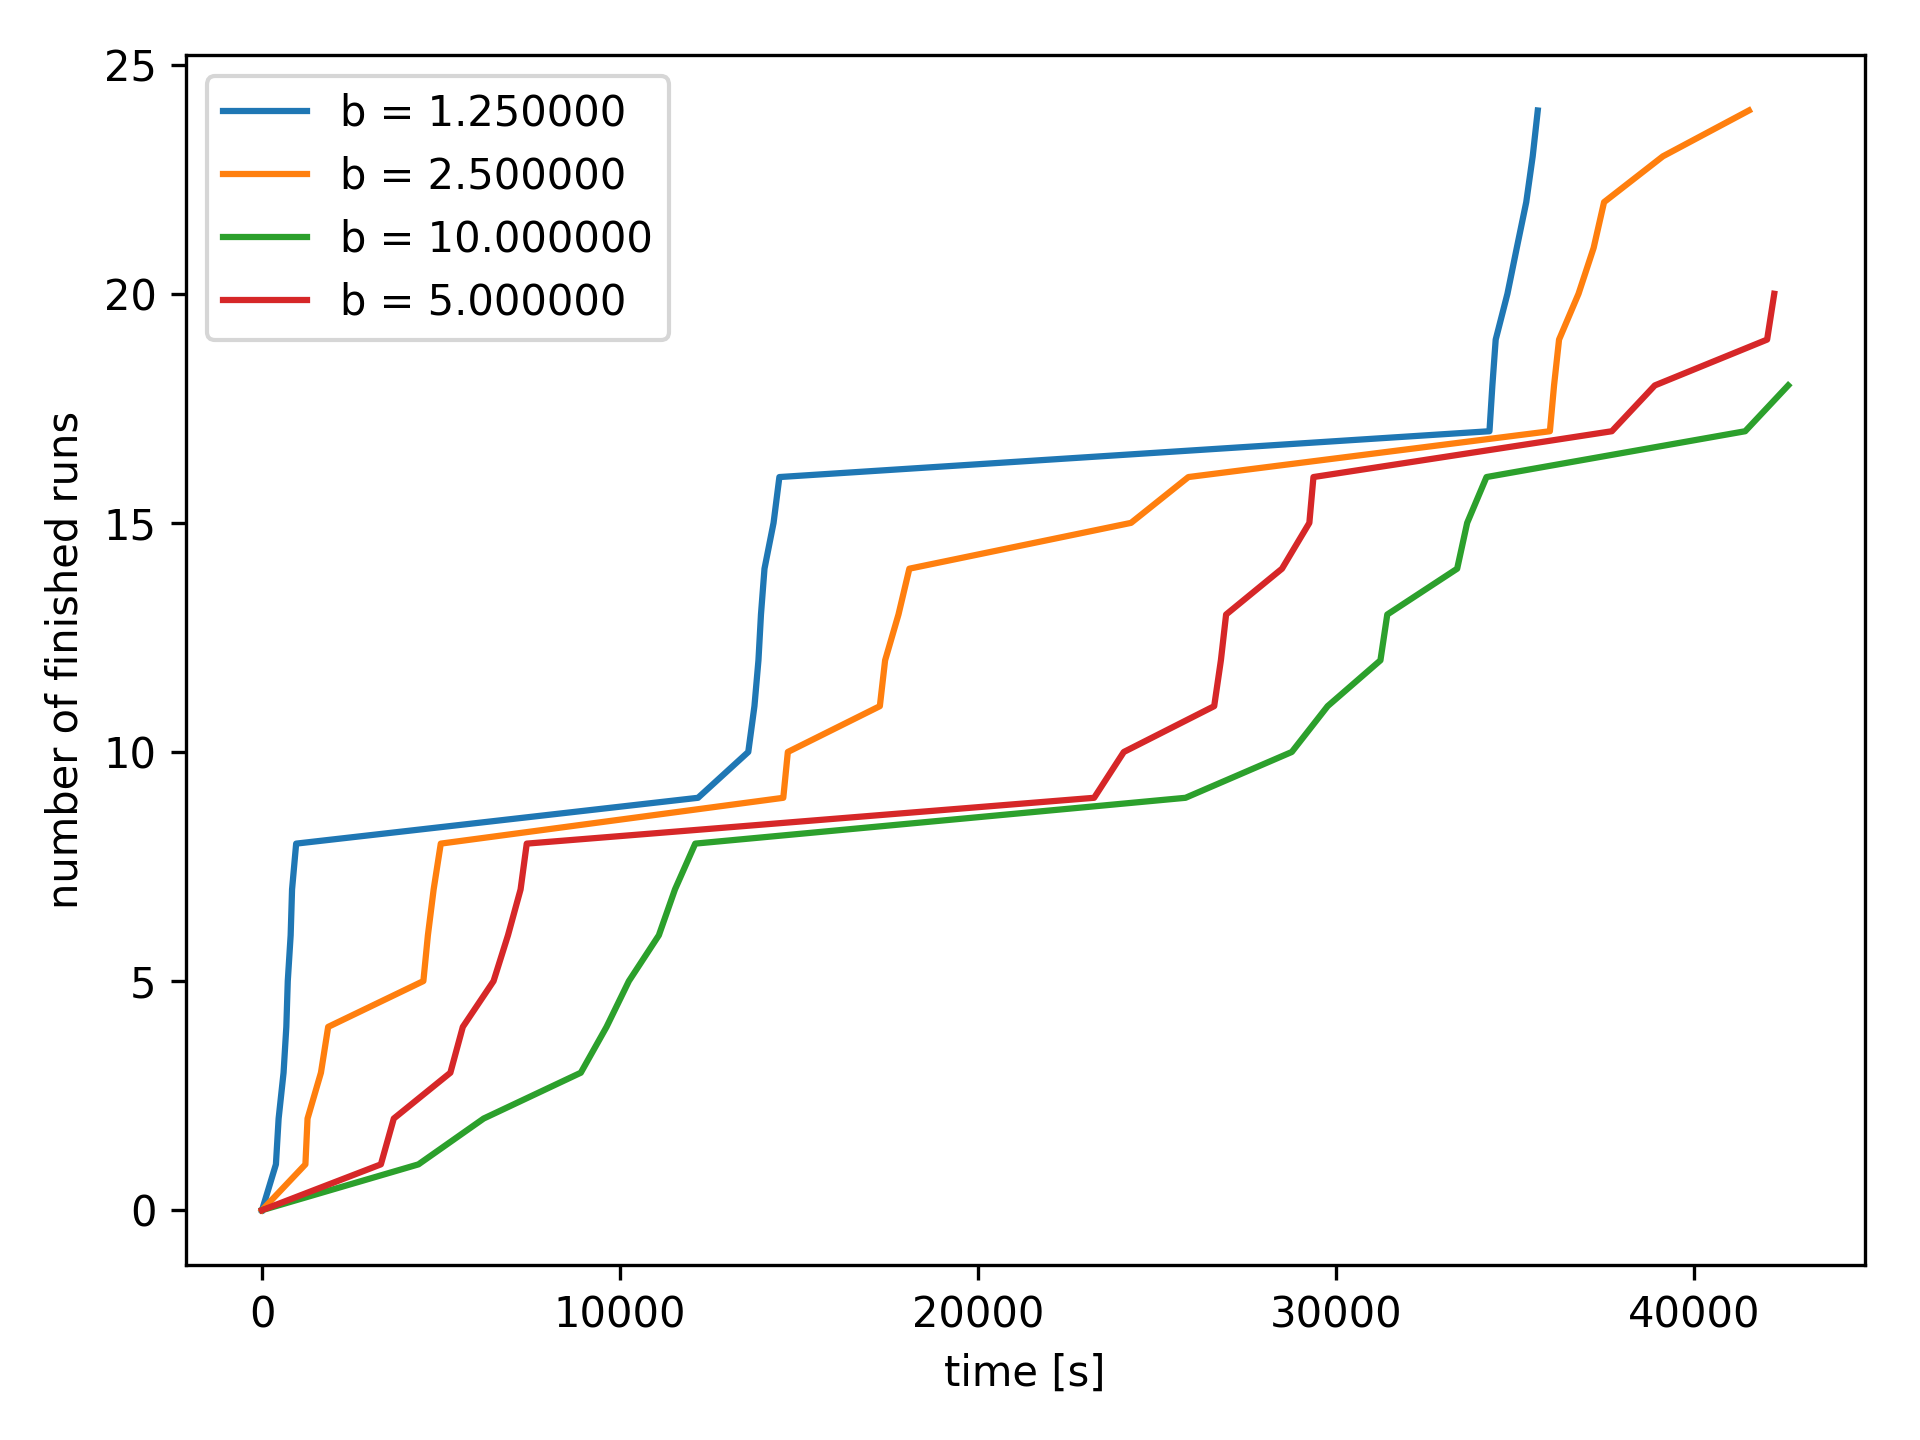 b = 1.250000
b = 2.500000
b = 10.000000
b = 5.000000
25
20
15
10
5
0
number of finished runs
0 10000 20000 30000 40000
time [s]